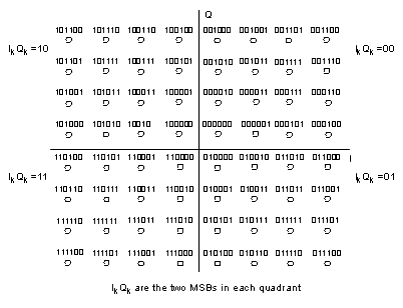 Q
101100 101110 100110 100100 001000 001001 001101 001100
IkQk =10 IkQk =00
101101 101111 100111 100101 001010 001011 001111 001110
101001 101011 100011 100001 000010 000011 000111 000110
101000 101010 100010 100000 000000 000001 000101 000100
110100 110101 110001 110000 010000 010010 011010 011000 I
IkQk =11 IkQk =01
110110 110111 110011 110010 010001 010011 011011 011001
111110 111111 111011 111010 010101 010111 011111 011101
111100 111101 111001 111000 010100 010110 011110 011100
IkQk are the two MSBs in each quadrant